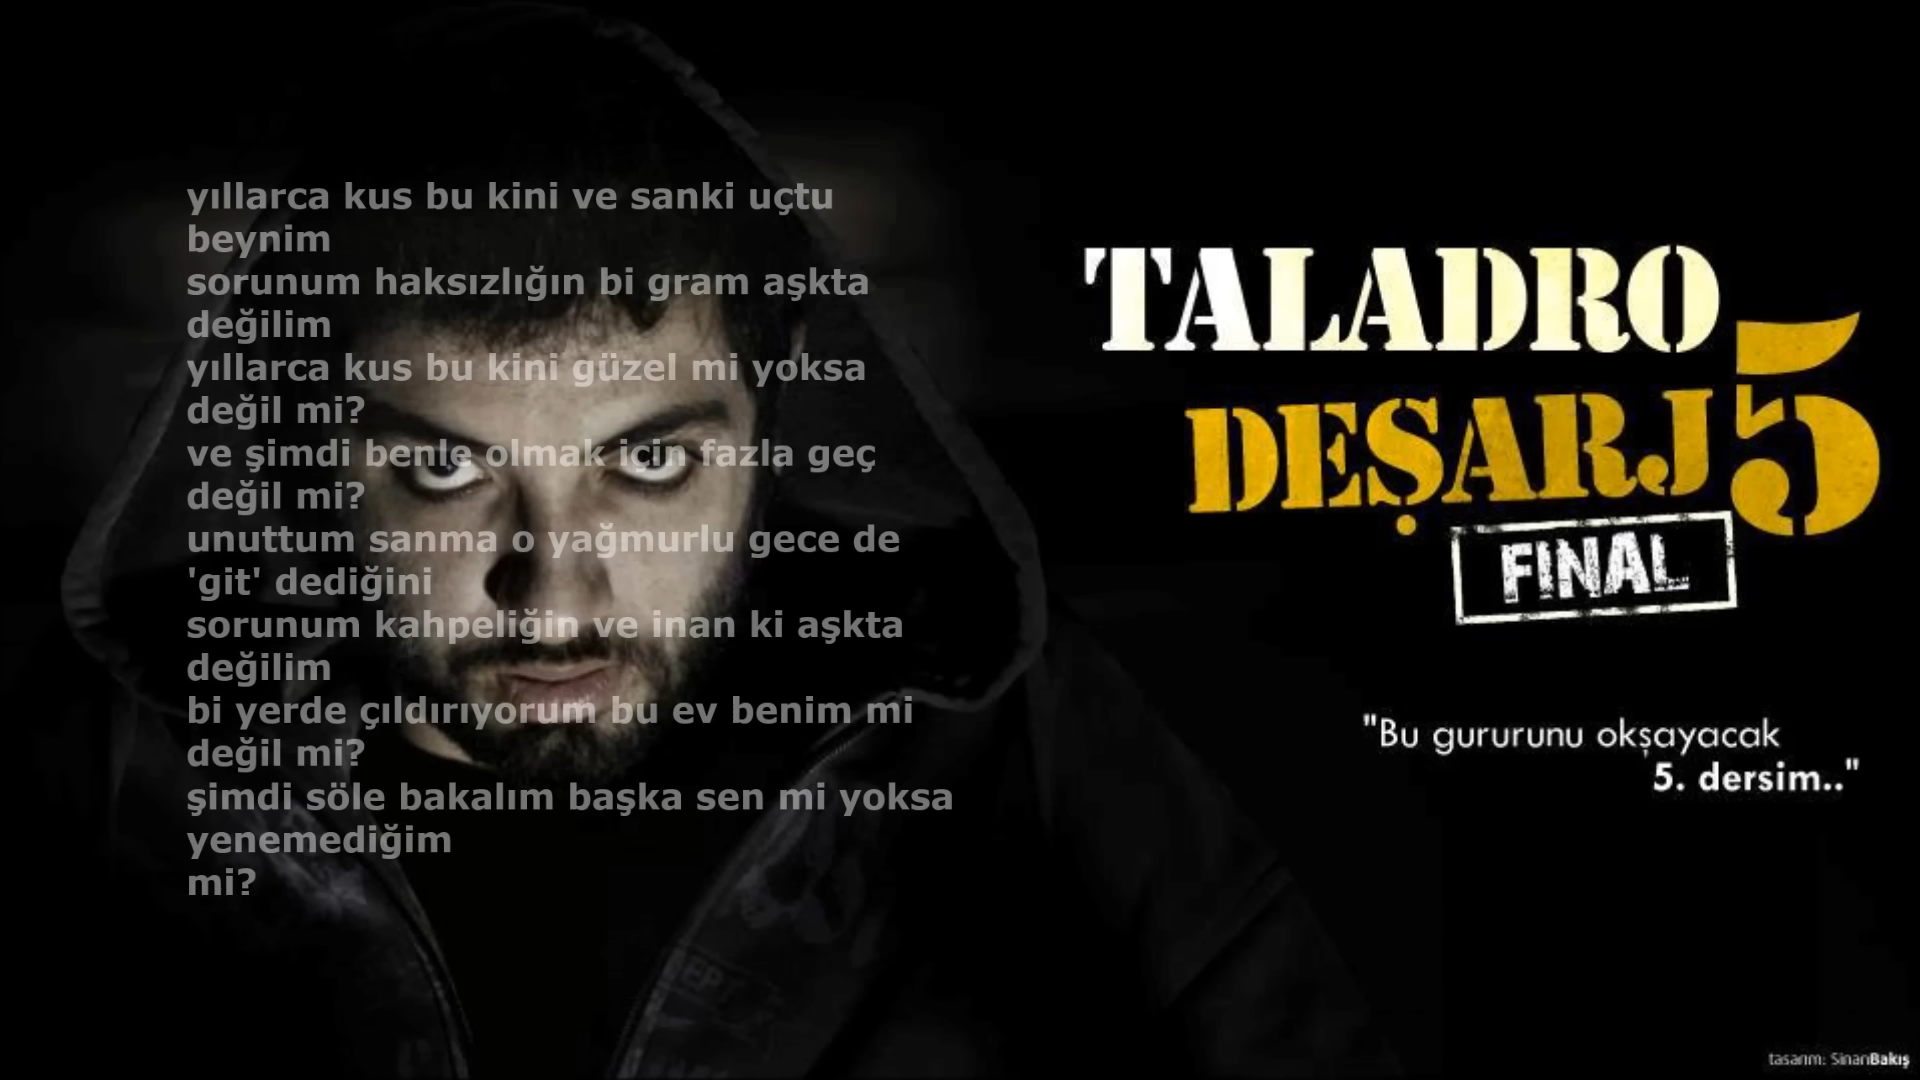 yıllarca kus bu kini ve sanki uçtu
beynim
sorunum haksızlığın bi gram aşkta
değilim
yıllarca kus bu kini güzel mi yoksa
değil mi?
ve şimdi benle olmak için fazla geç
değil mi?
unuttum sanma o yağmurlu gece de
'git' dediğini
sorunum kahpeliğin ve inan ki aşkta
değilim
bi yerde çıldırıyorum bu ev benim mi
değil mi?
şimdi söle bakalım başka sen mi yoksa
yenemediğim
mi?
TALADRO
DEŞARJ 5
FINAL
"Bu gururunu okşayacak
5. dersim.."
tasarım: SinanBakış